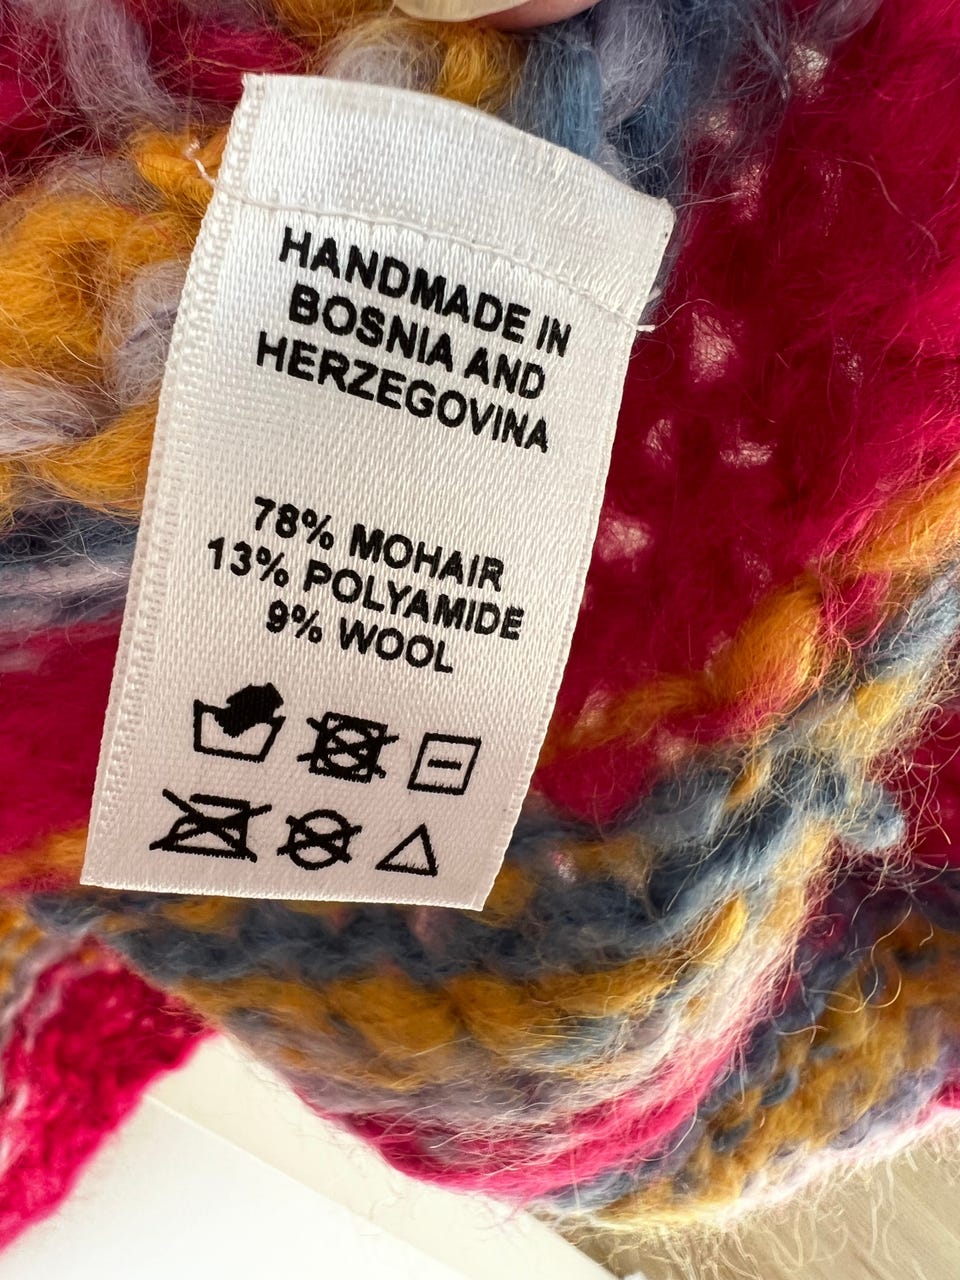 HANDMADE IN
BOSNIA AND
HERZEGOVINA
78% MOHAIR
13% POLYAMIDE
9% WOOL